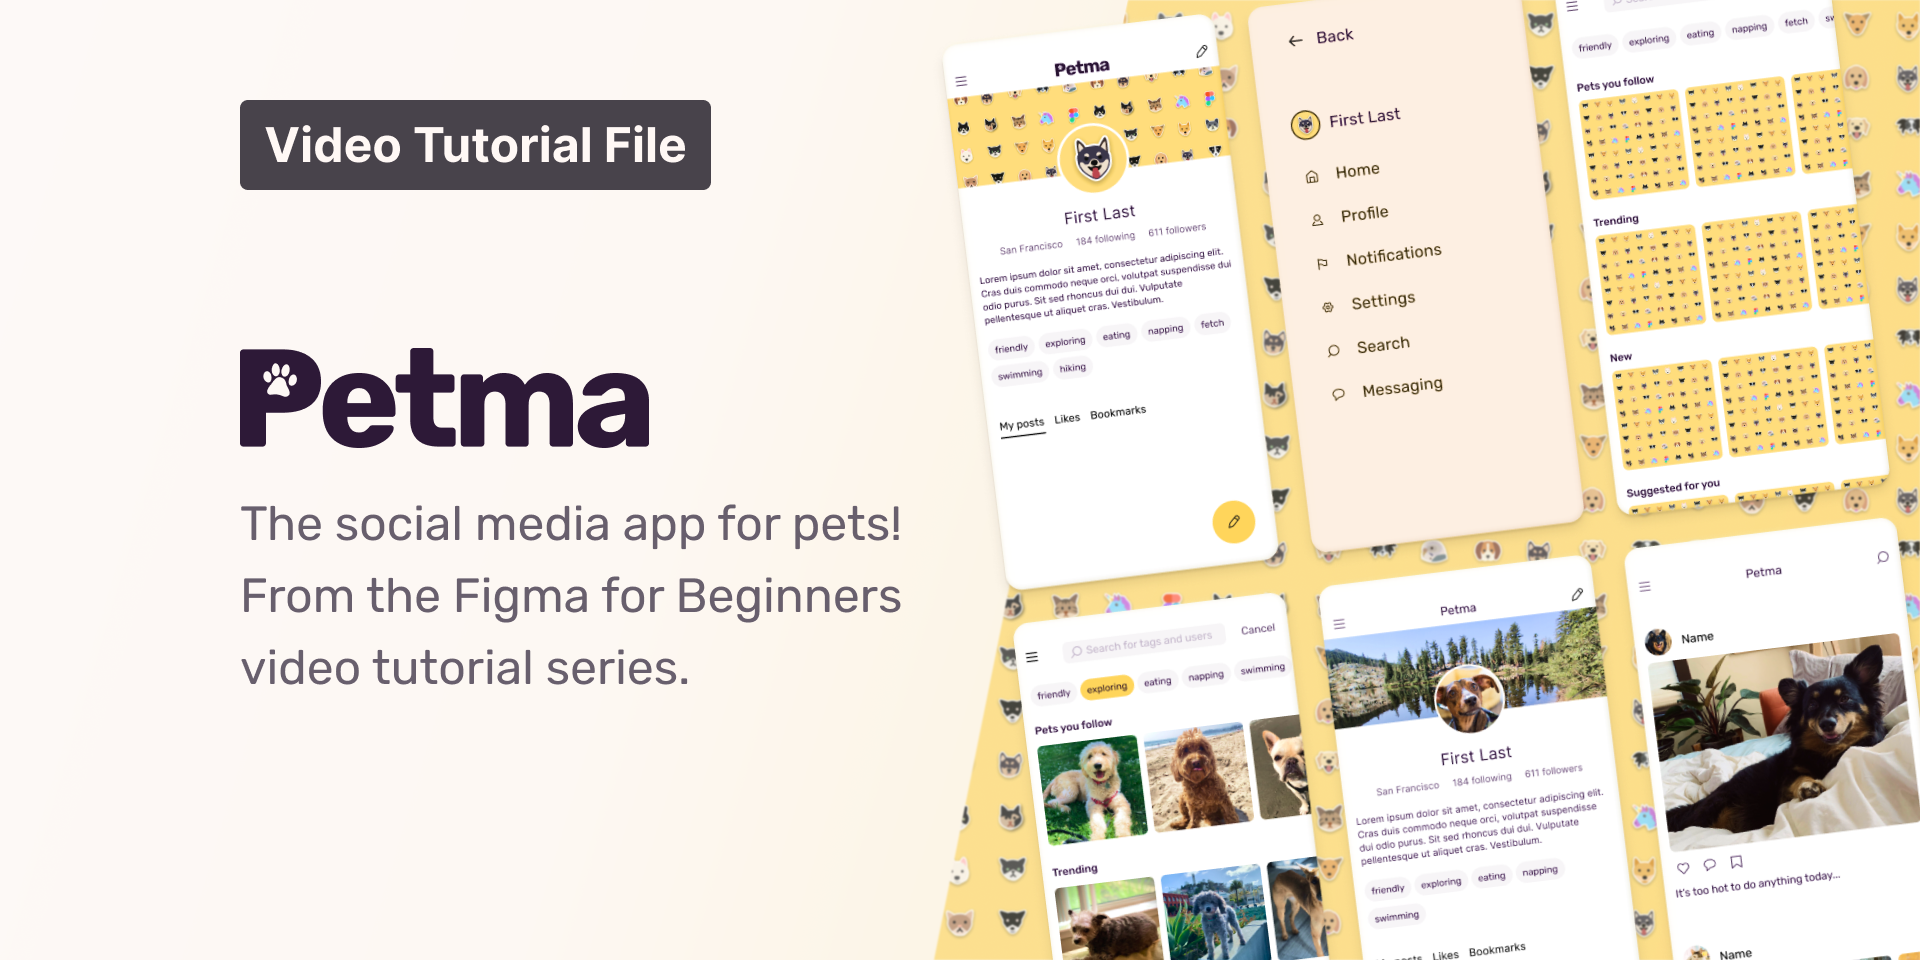 Video Tutorial File
Petma
The social media app for pets!
From the Figma for Beginners
video tutorial series.
Petma
First Last
San Francisco 184 following 611 followers
Lorem ipsum dolor sit amet, consectetur adipiscing elit.
Cras duis commodo neque orci, volutpat suspendisse dui
odio purus. Sit sed rhoncus dui dui. Vulputate
pellentesque ut aliquet cras. Vestibulum.
friendly exploring eating napping fetch
swimming hiking
My posts Likes Bookmarks
Back
First Last
Home
Profile
Notifications
Settings
Search
Messaging
friendly exploring eating napping fetch
Pets you follow
Trending
New
Suggested for you
Search for tags and users Cancel
friendly exploring eating napping swimming
Pets you follow
Trending
Petma
First Last
San Francisco 184 following 611 followers
Lorem ipsum dolor sit amet, consectetur adipiscing elit.
Cras duis commodo neque orci, volutpat suspendisse
dui odio purus. Sit sed rhoncus dui dui. Vulputate
pellentesque ut aliquet cras. Vestibulum.
friendly exploring eating napping
swimming
Likes Bookmarks
Petma
Name
It's too hot to do anything today...
Name